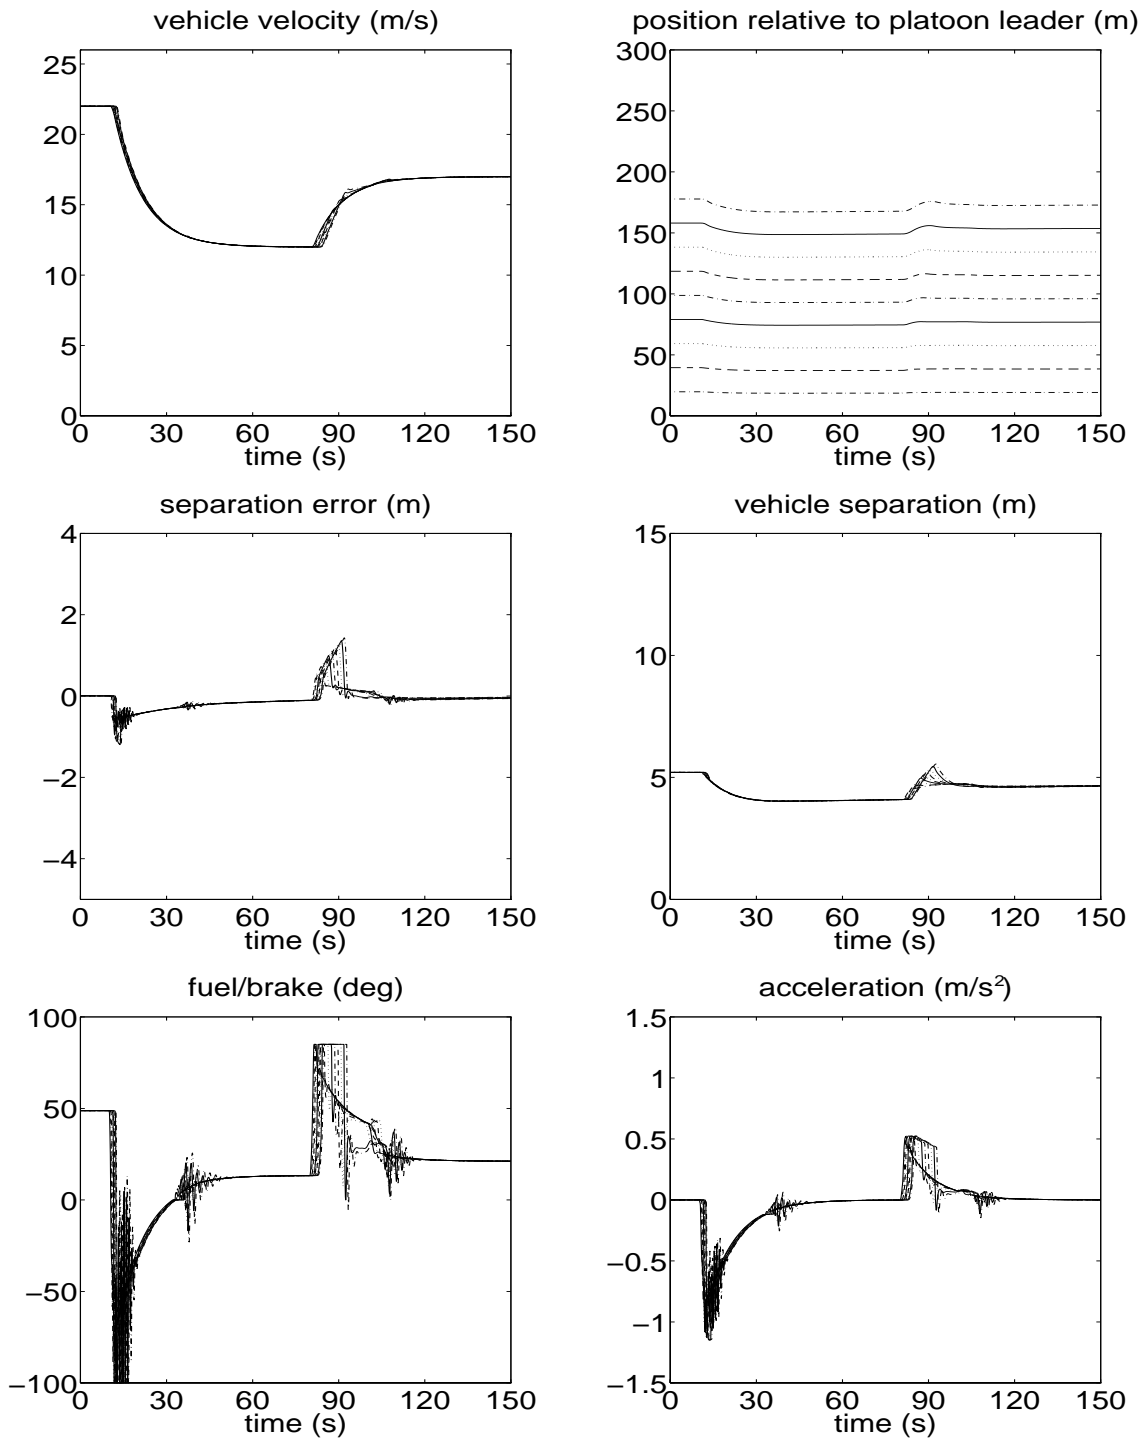 vehicle velocity (m/s)
25
20
15
10
5
0
0 30 60 90 120 150
time (s)
position relative to platoon leader (m)
300
250
200
150
100
50
0
0 30 60 90 120 150
time (s)
separation error (m)
4
2
0
−2
−4
0 30 60 90 120 150
time (s)
vehicle separation (m)
15
10
5
0
0 30 60 90 120 150
time (s)
fuel/brake (deg)
100
50
0
−50
−100
0 30 60 90 120 150
time (s)
acceleration (m/s²)
1.5
1
0.5
0
−0.5
−1
−1.5
0 30 60 90 120 150
time (s)